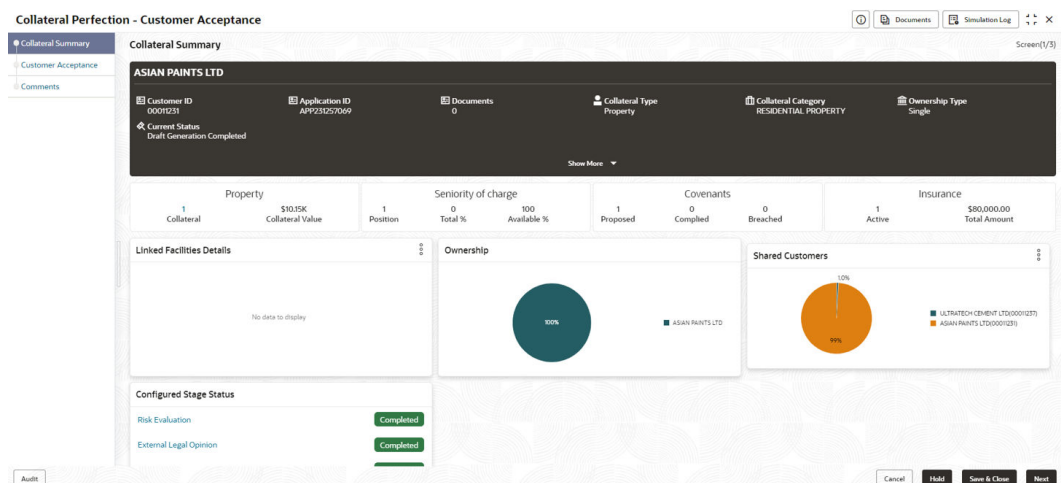 Collateral Perfection - Customer Acceptance
Documents
Simulation Log
Collateral Summary
Customer Acceptance
Comments
Collateral Summary
Screen(1/3)
ASIAN PAINTS LTD
Customer ID
00011231
Application ID
APP231257069
Documents
0
Collateral Type
Property
Collateral Category
RESIDENTIAL PROPERTY
Ownership Type
Single
Current Status
Draft Generation Completed
Show More
Property
1
Collateral
$10.15K
Collateral Value
Seniority of charge
1
Position
0
Total %
100
Available %
Covenants
1
Proposed
0
Complied
0
Breached
Insurance
1
Active
$80,000.00
Total Amount
Linked Facilities Details
No data to display
Ownership
100%
ASIAN PAINTS LTD
Shared Customers
1.0%
99%
ULTRATECH CEMENT LTD(00011237)
ASIAN PAINTS LTD(00011231)
Configured Stage Status
Risk Evaluation
Completed
External Legal Opinion
Completed
Audit
Cancel
Hold
Save & Close
Next